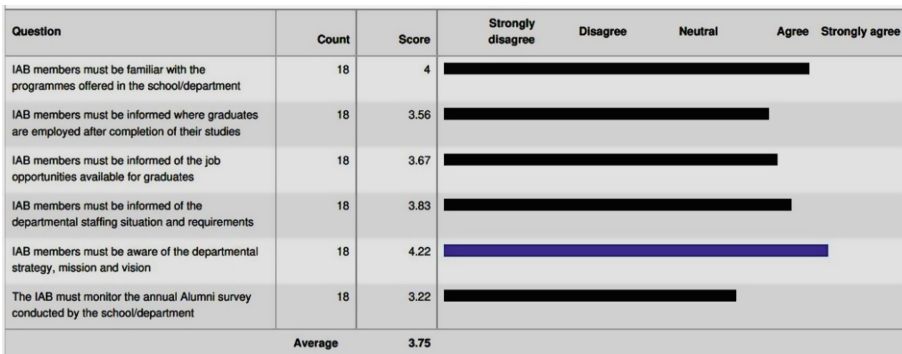 Question Count Score Strongly disagree Disagree Neutral Agree Strongly agree
IAB members must be familiar with the 18 4
programmes offered in the school/department
IAB members must be informed where graduates 18 3.56
are employed after completion of their studies
IAB members must be informed of the job 18 3.67
opportunities available for graduates
IAB members must be informed of the 18 3.83
departmental staffing situation and requirements
IAB members must be aware of the departmental 18 4.22
strategy, mission and vision
The IAB must monitor the annual Alumni survey 18 3.22
conducted by the school/department
Average 3.75